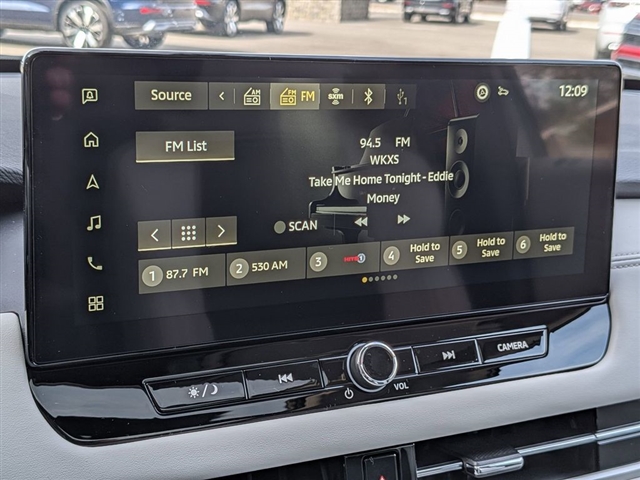 Source
AM
FM
sxm
1
12:09
FM List
94.5 FM
WKXS
Take Me Home Tonight - Eddie
Money
SCAN
1 87.7 FM
2 530 AM
3
4 Hold to
Save
5 Hold to
Save
6 Hold to
Save
CAMERA
VOL